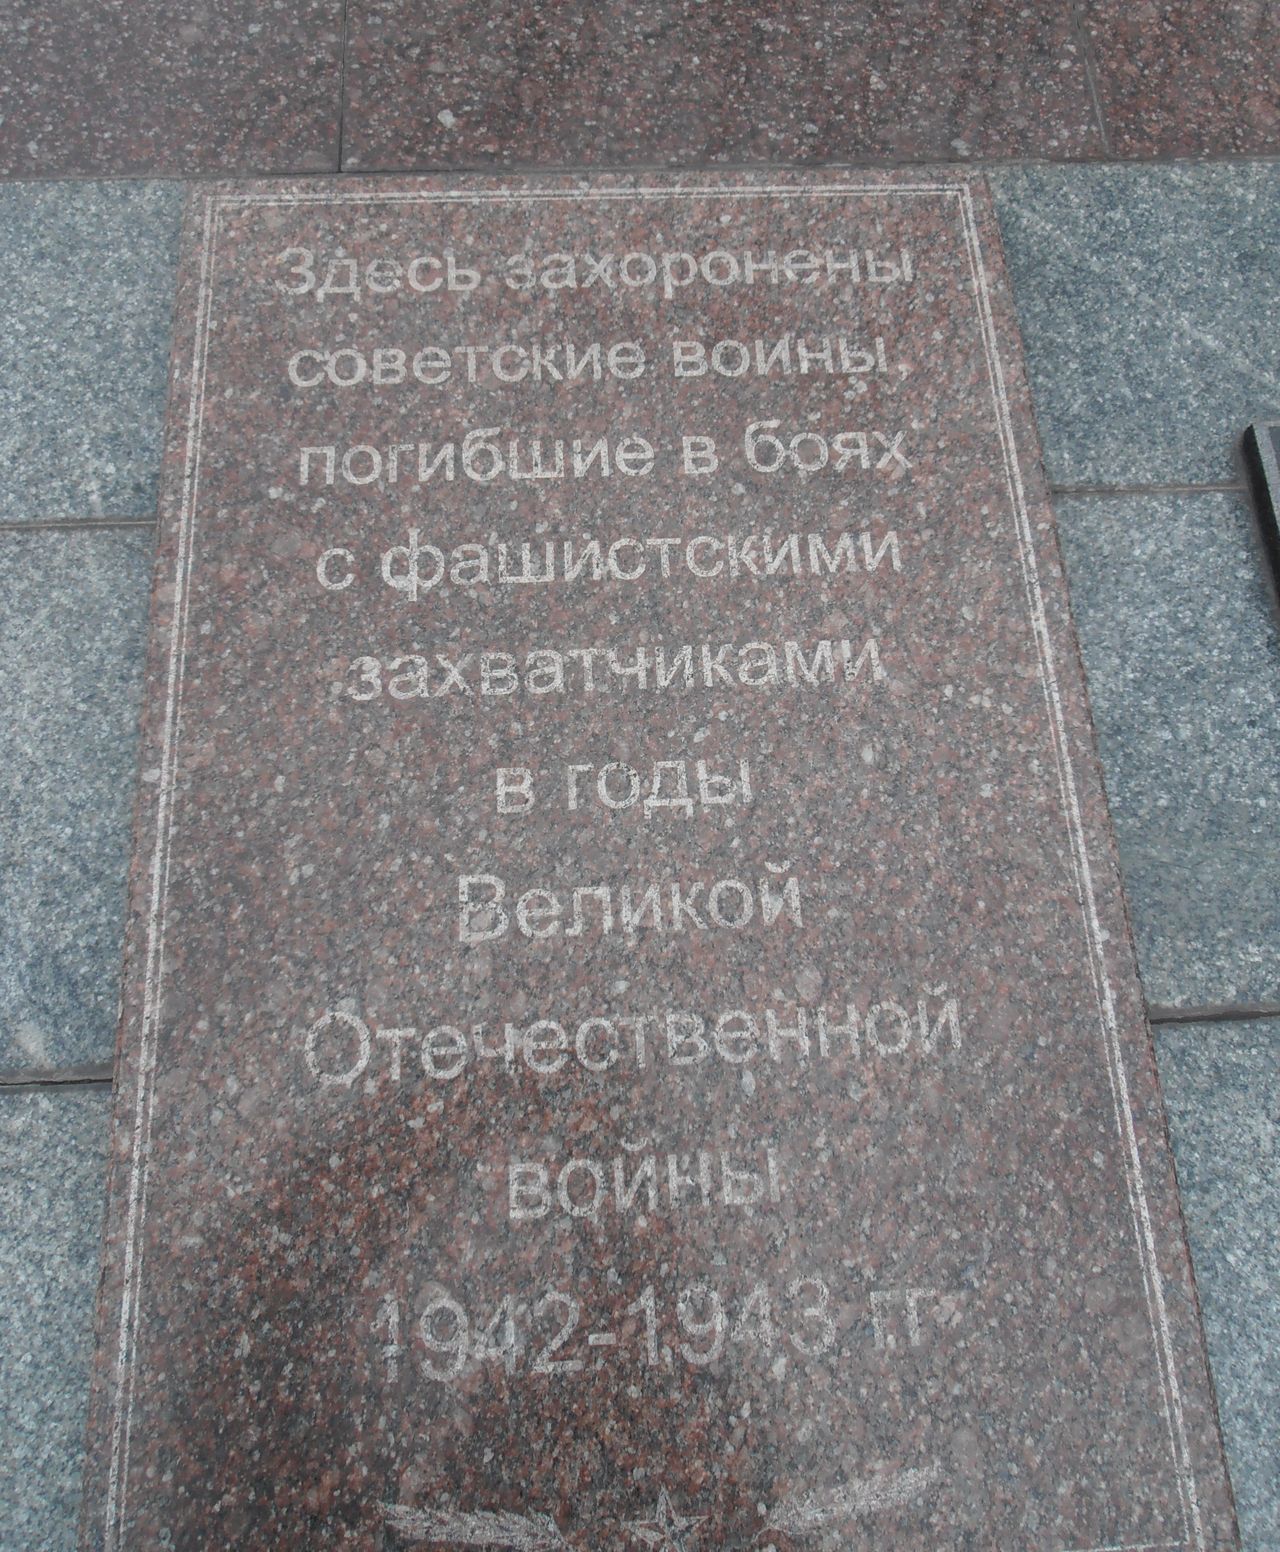 Здесь захоронены
советские воины,
погибшие в боях
с фашистскими
захватчиками
в годы
Великой
Отечественной
войны
1942-1943 гг